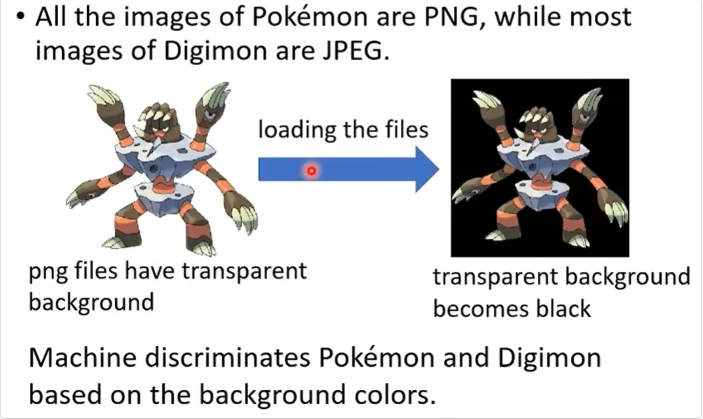 • All the images of Pokémon are PNG, while most
images of Digimon are JPEG.
loading the files
png files have transparent
background
transparent background
becomes black
Machine discriminates Pokémon and Digimon
based on the background colors.